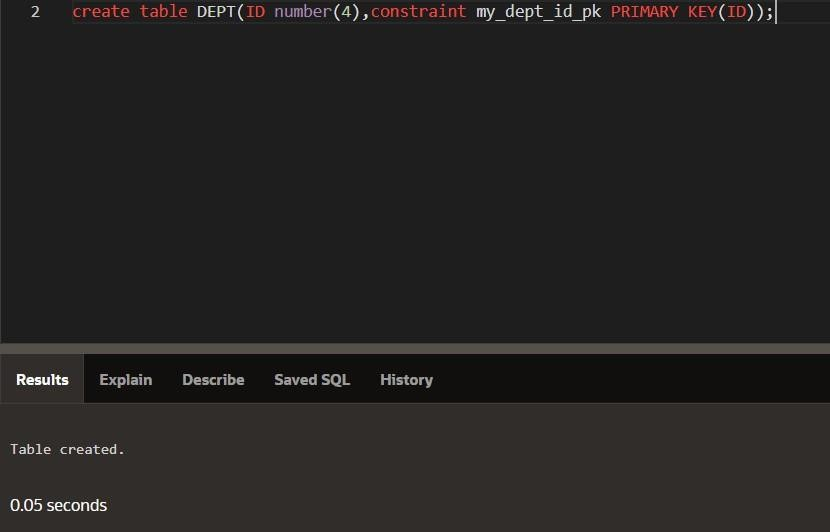 2 create table DEPT(ID number(4),constraint my_dept_id_pk PRIMARY KEY(ID));
Results Explain Describe Saved SQL History
Table created.
0.05 seconds